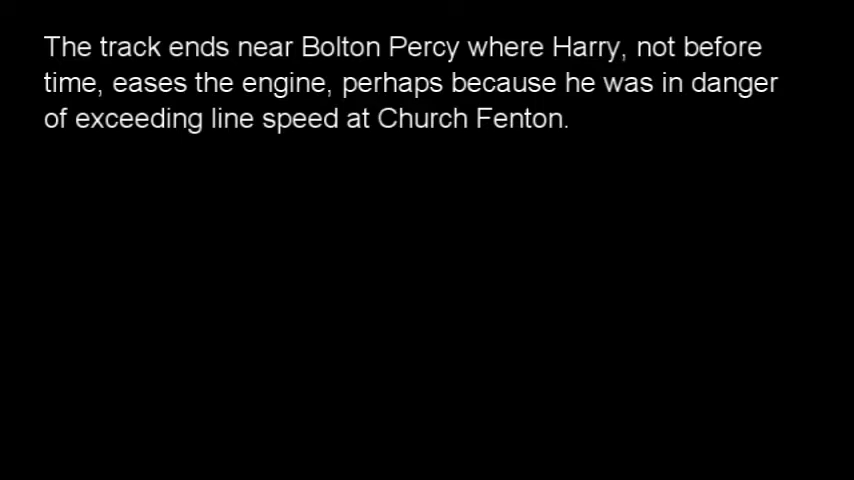 The track ends near Bolton Percy where Harry, not before
time, eases the engine, perhaps because he was in danger
of exceeding line speed at Church Fenton.